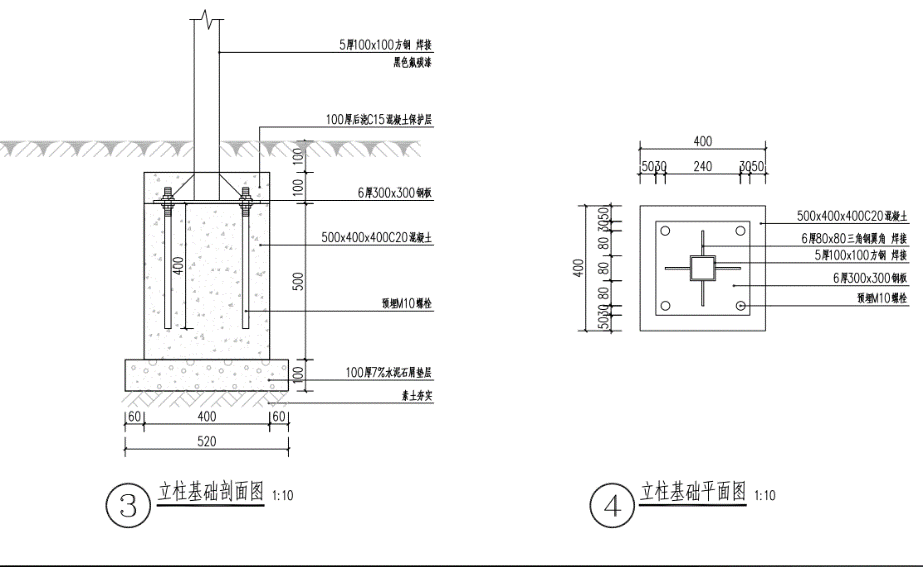 5厚100x100方钢 焊接
黑色氟碳漆
100厚后浇C15混凝土保护层
100
100
6厚300x300钢板
500x400x400C20混凝土
400
500
预埋M10螺栓
100厚7%水泥石屑垫层
100
素土夯实
60
400
60
520
3
立柱基础剖面图 1:10
400
50
30
240
30
50
500x400x400C20混凝土
6厚80x80三角钢翼角 焊接
5厚100x100方钢 焊接
6厚300x300钢板
预埋M10螺栓
400
30
50
80
80
80
50
30
4
立柱基础平面图 1:10